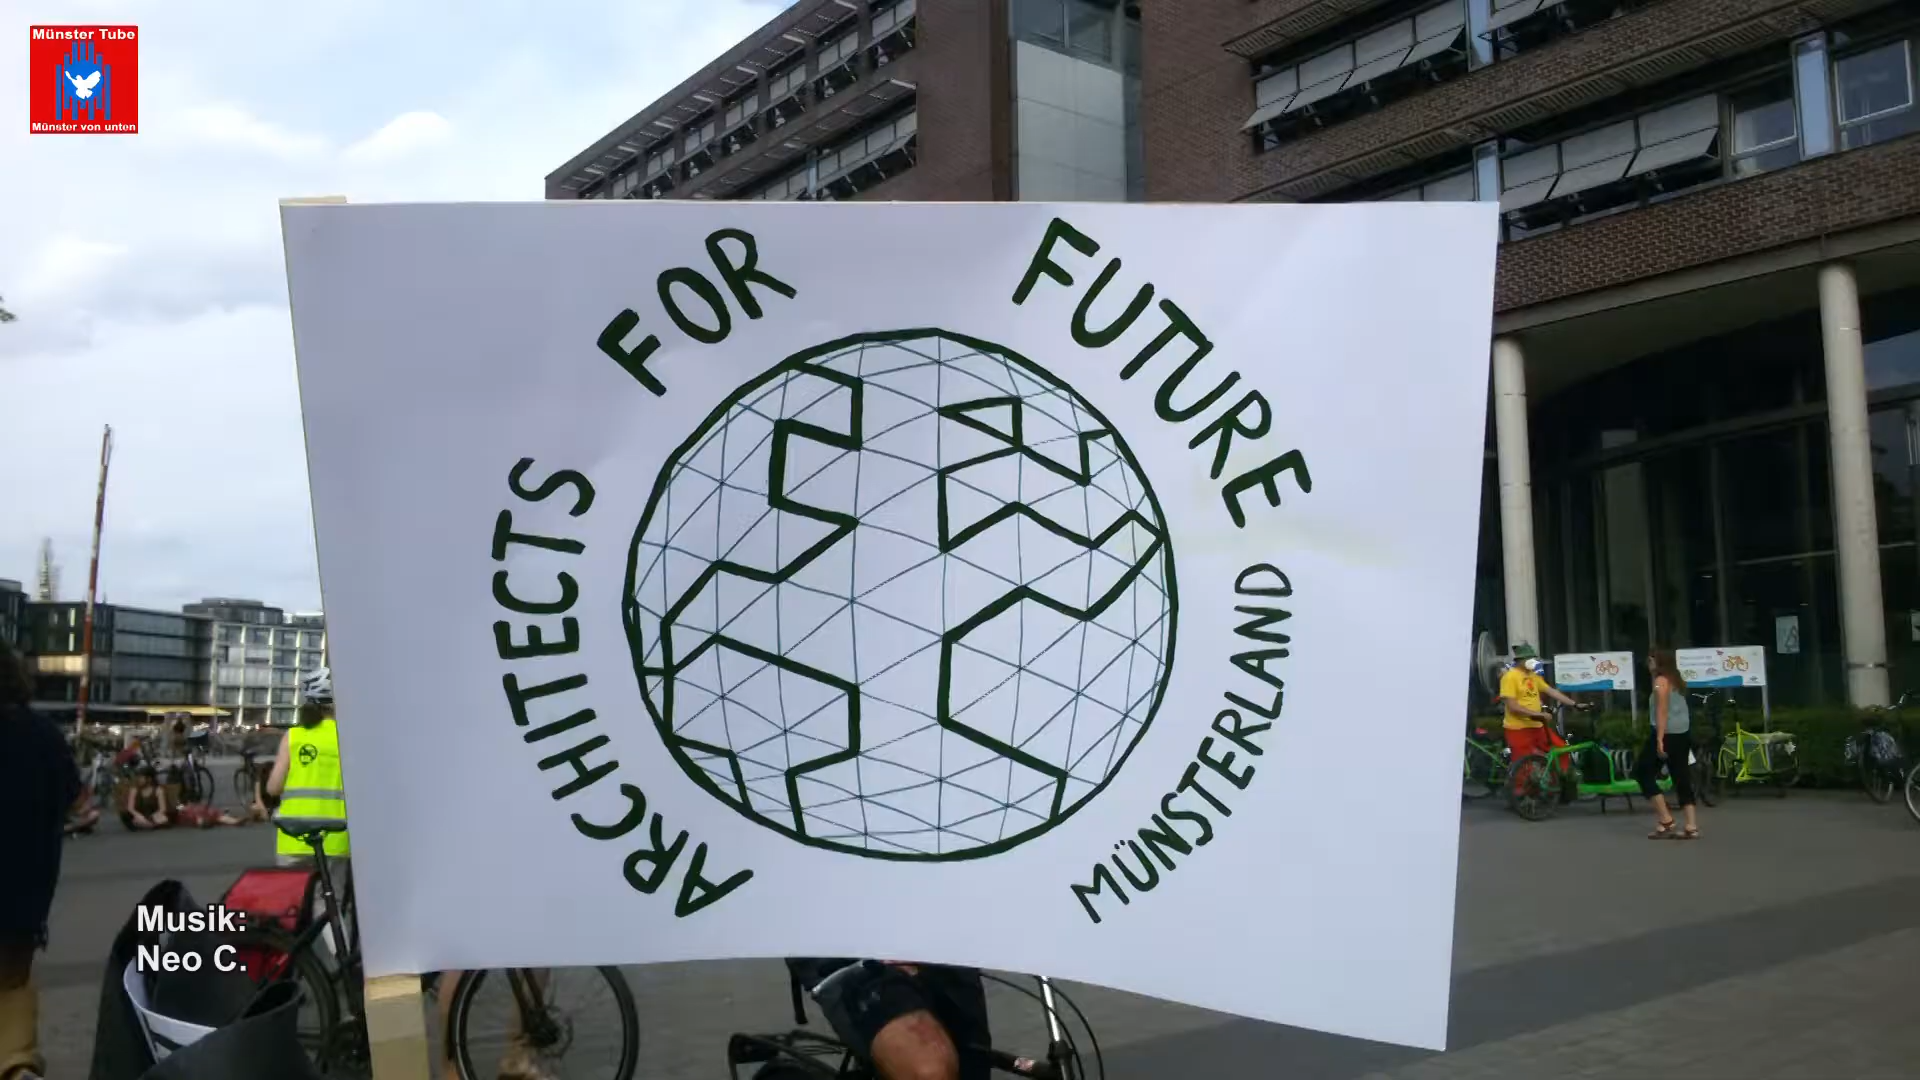 Münster Tube
Münster von unten
ARCHITECTS FOR FUTURE
MÜNSTERLAND
Musik:
Neo C.